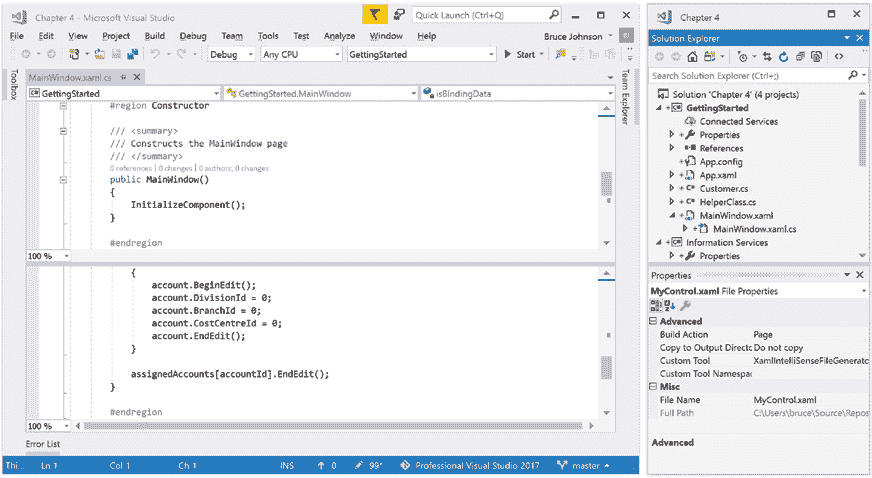 Chapter 4 - Microsoft Visual Studio
Quick Launch (Ctrl+Q)
File Edit View Project Build Debug Team Tools Test Analyze Window Help Bruce Johnson
Debug Any CPU GettingStarted Start
Toolbox
MainWindow.xaml.cs
GettingStarted GettingStarted.MainWindow isBindingData
Team Explorer
#region Constructor
/// <summary>
/// Constructs the MainWindow page
/// </summary>
0 references | 0 changes | 0 authors, 0 changes
public MainWindow()
{
InitializeComponent();
}
#endregion
100 %
{
account.BeginEdit();
account.DivisionId = 0;
account.BranchId = 0;
account.CostCentreId = 0;
account.EndEdit();
}
assignedAccounts[accountId].EndEdit();
}
#endregion
100 %
Error List
Thi... Ln 1 Col 1 Ch 1 INS 0 99* Professional Visual Studio 2017 master
Chapter 4
Solution Explorer
Search Solution Explorer (Ctrl+;)
Solution 'Chapter 4' (4 projects)
GettingStarted
Connected Services
Properties
References
App.config
App.xaml
Customer.cs
HelperClass.cs
MainWindow.xaml
MainWindow.xaml.cs
Information Services
Properties
Properties
MyControl.xaml File Properties
Advanced
Build Action Page
Copy to Output Directo Do not copy
Custom Tool XamlIntelliSenseFileGenerato
Custom Tool Namespac
Misc
File Name MyControl.xaml
Full Path C:\Users\bruce\Source\Repos
Advanced